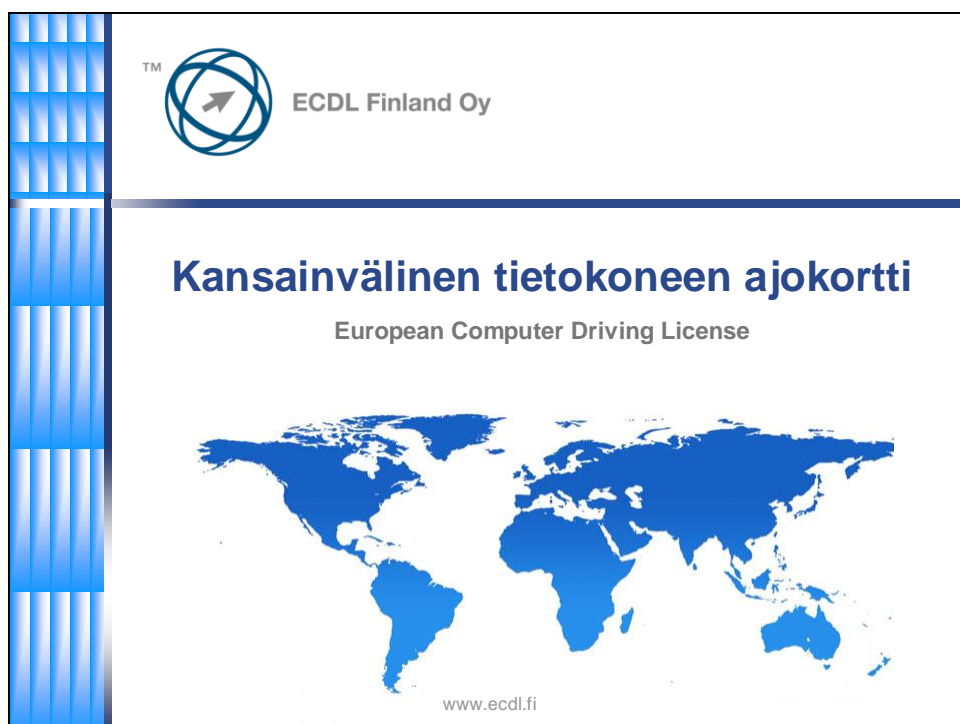 TM
ECDL Finland Oy
Kansainvälinen tietokoneen ajokortti
European Computer Driving License
www.ecdl.fi